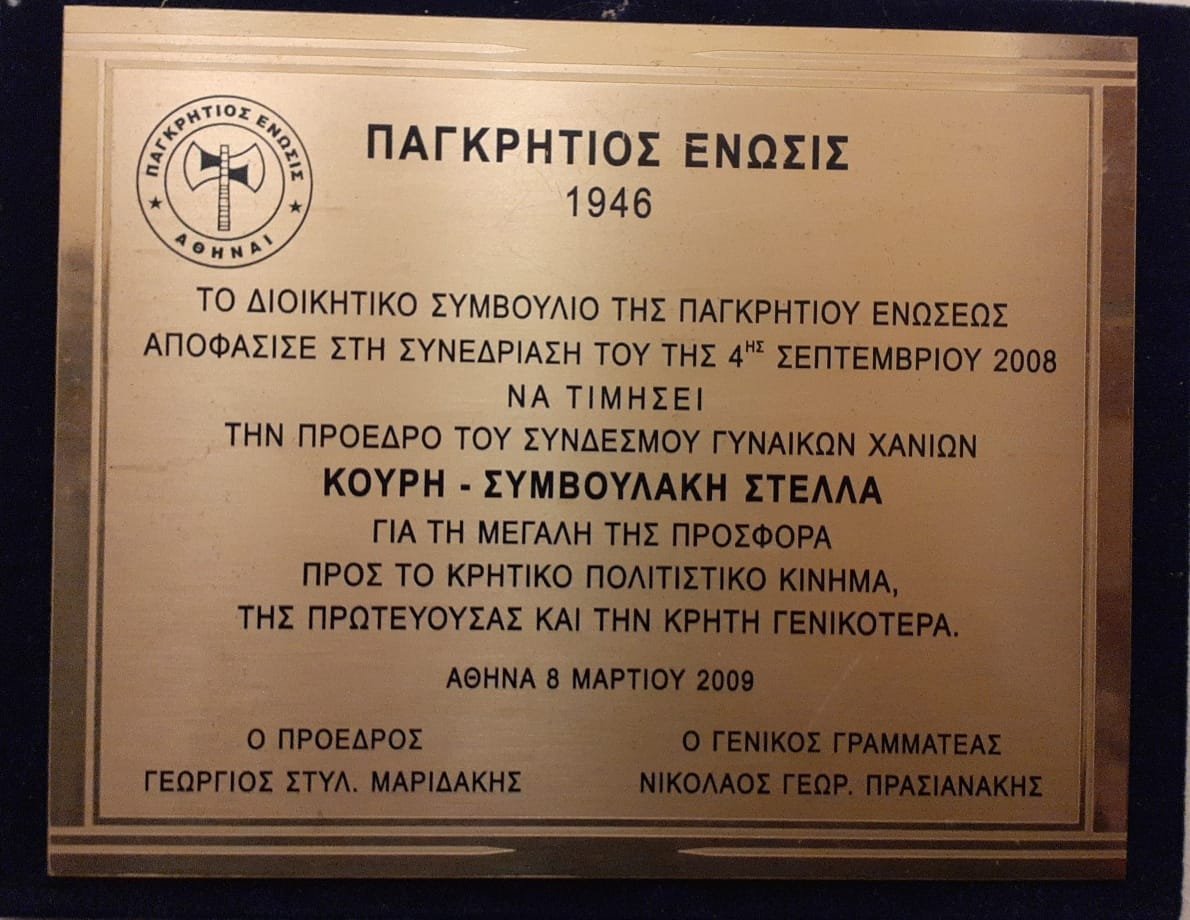 ΠΑΓΚΡΗΤΙΟΣ ΕΝΩΣΙΣ
ΑΘΗΝΑΙ
ΠΑΓΚΡΗΤΙΟΣ ΕΝΩΣΙΣ
1946
ΤΟ ΔΙΟΙΚΗΤΙΚΟ ΣΥΜΒΟΥΛΙΟ ΤΗΣ ΠΑΓΚΡΗΤΙΟΥ ΕΝΩΣΕΩΣ
ΑΠΟΦΑΣΙΣΕ ΣΤΗ ΣΥΝΕΔΡΙΑΣΗ ΤΟΥ ΤΗΣ 4ΗΣ ΣΕΠΤΕΜΒΡΙΟΥ 2008
ΝΑ ΤΙΜΗΣΕΙ
ΤΗΝ ΠΡΟΕΔΡΟ ΤΟΥ ΣΥΝΔΕΣΜΟΥ ΓΥΝΑΙΚΩΝ ΧΑΝΙΩΝ
ΚΟΥΡΗ - ΣΥΜΒΟΥΛΑΚΗ ΣΤΕΛΛΑ
ΓΙΑ ΤΗ ΜΕΓΑΛΗ ΤΗΣ ΠΡΟΣΦΟΡΑ
ΠΡΟΣ ΤΟ ΚΡΗΤΙΚΟ ΠΟΛΙΤΙΣΤΙΚΟ ΚΙΝΗΜΑ,
ΤΗΣ ΠΡΩΤΕΥΟΥΣΑΣ ΚΑΙ ΤΗΝ ΚΡΗΤΗ ΓΕΝΙΚΟΤΕΡΑ.
ΑΘΗΝΑ 8 ΜΑΡΤΙΟΥ 2009
Ο ΠΡΟΕΔΡΟΣ
ΓΕΩΡΓΙΟΣ ΣΤΥΛ. ΜΑΡΙΔΑΚΗΣ
Ο ΓΕΝΙΚΟΣ ΓΡΑΜΜΑΤΕΑΣ
ΝΙΚΟΛΑΟΣ ΓΕΩΡ. ΠΡΑΣΙΑΝΑΚΗΣ